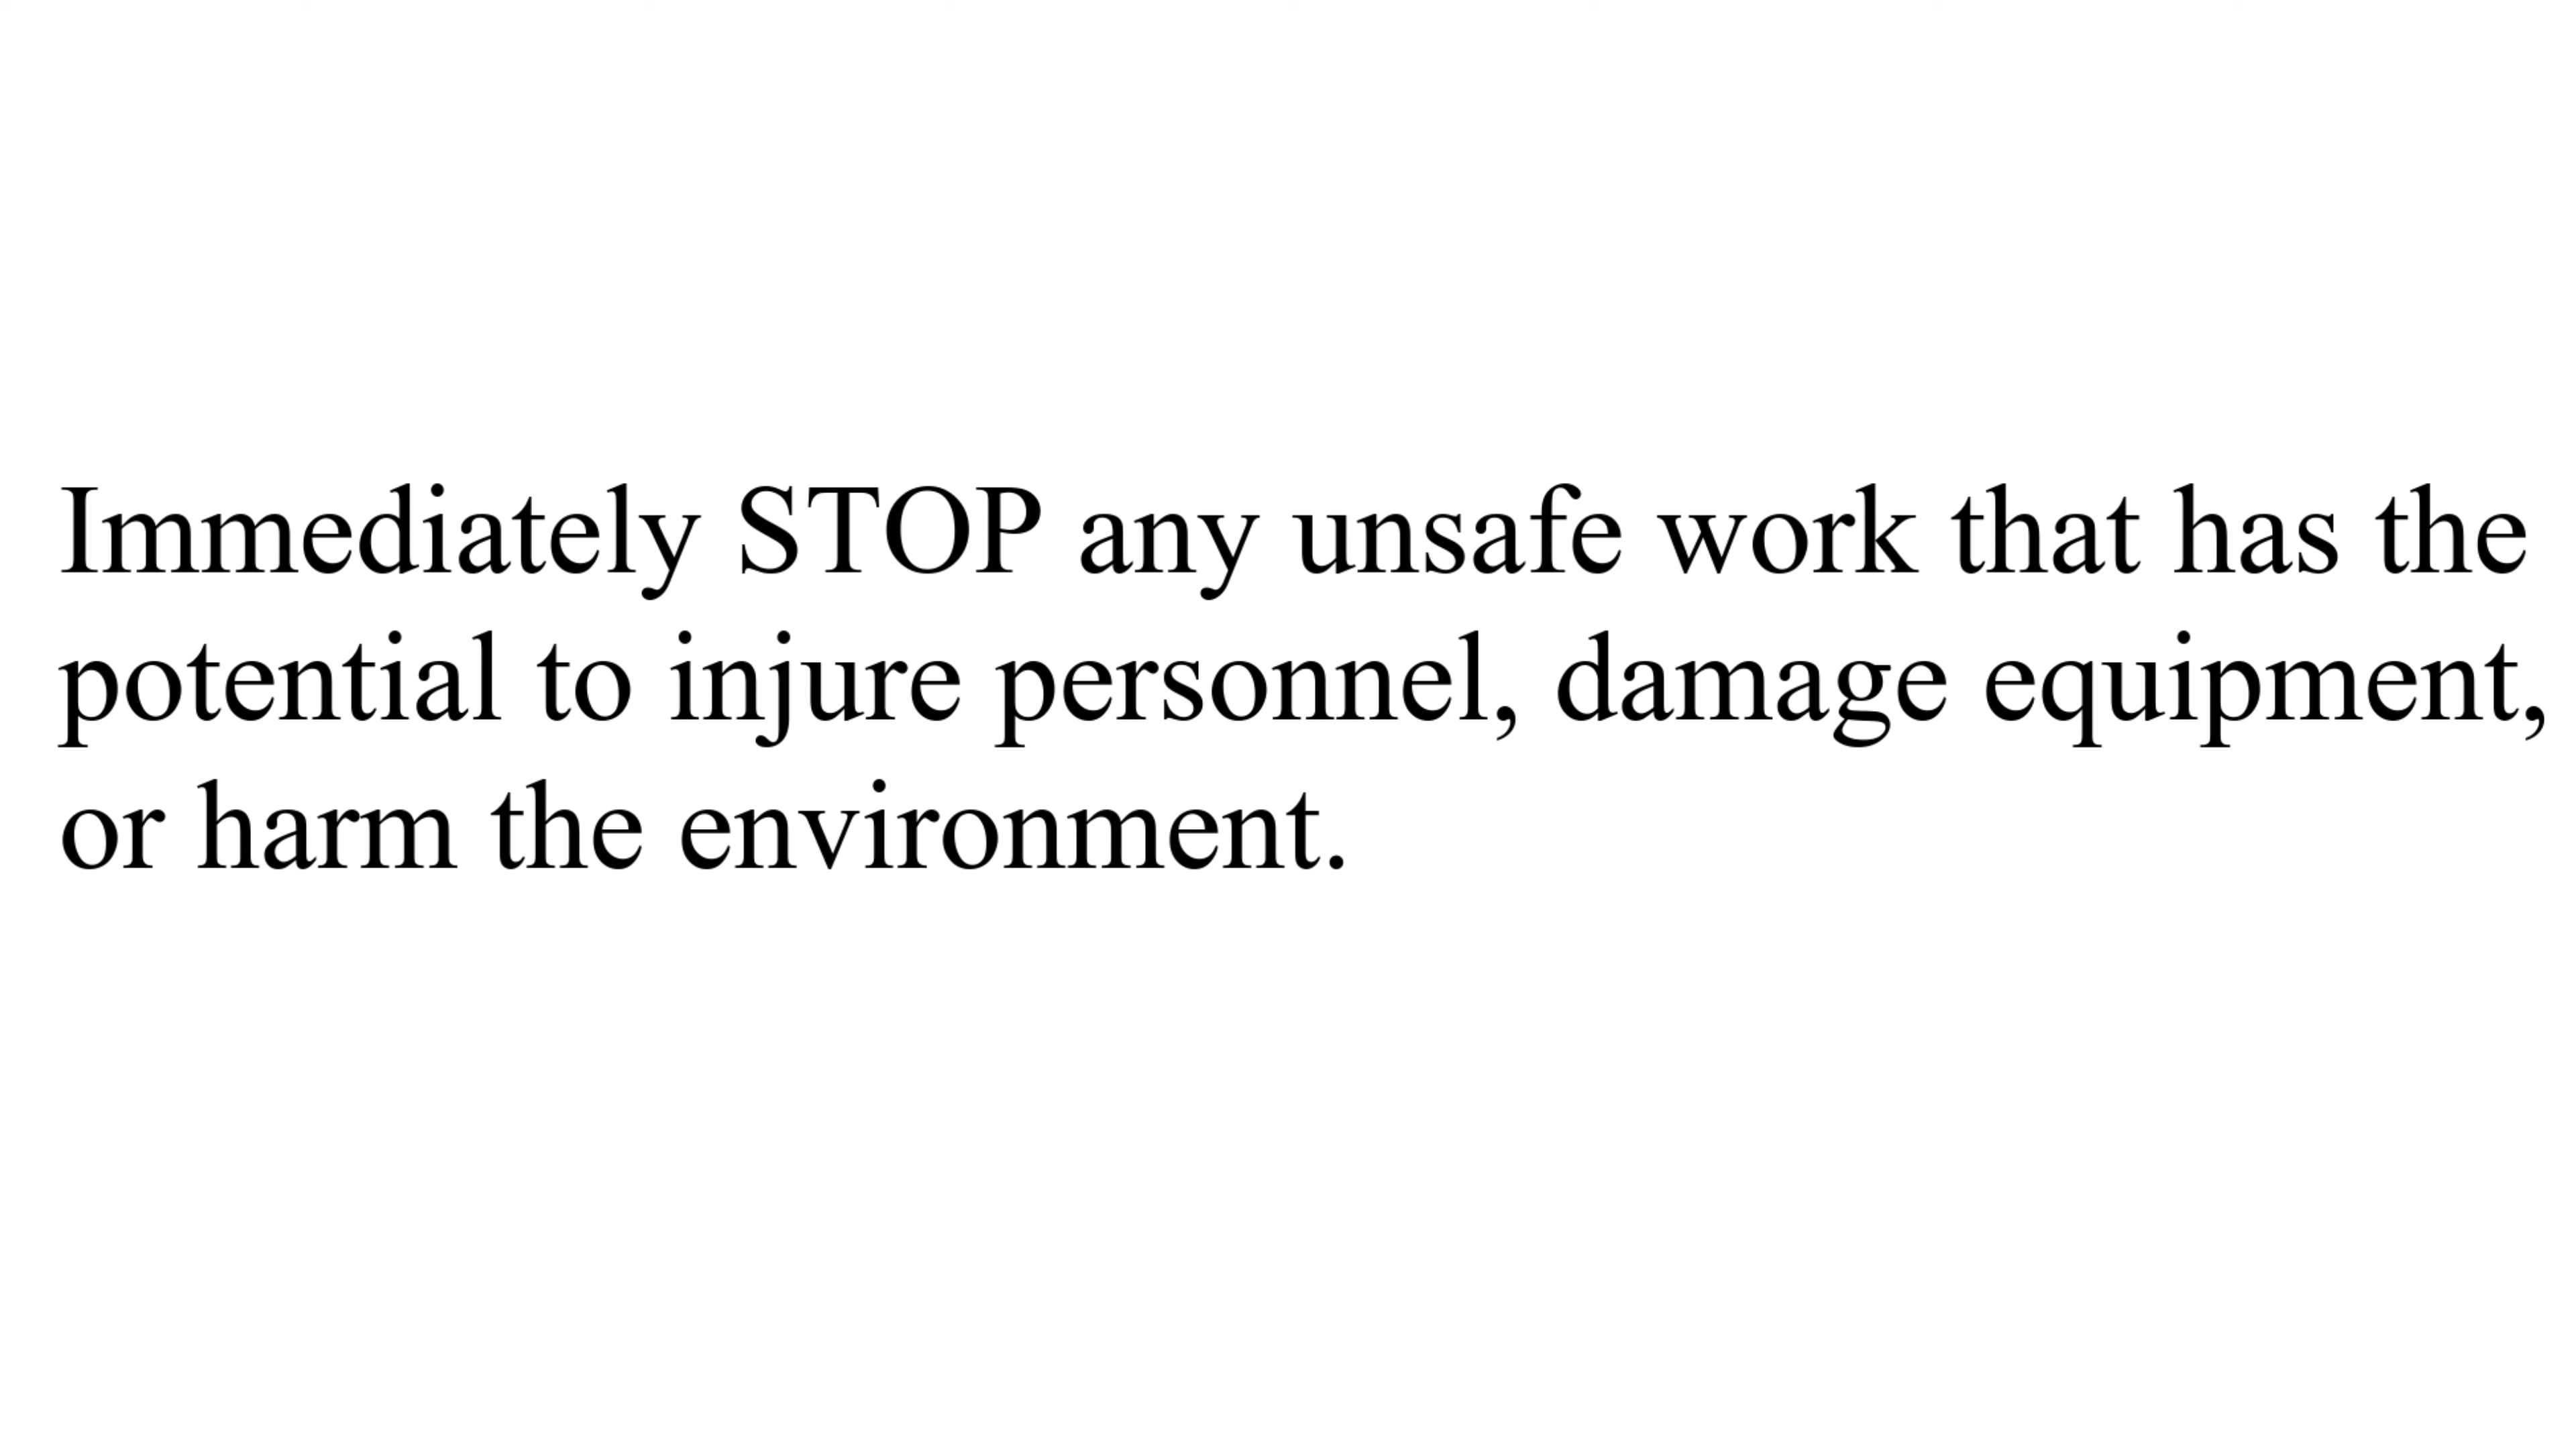 Immediately STOP any unsafe work that has the
potential to injure personnel, damage equipment,
or harm the environment.